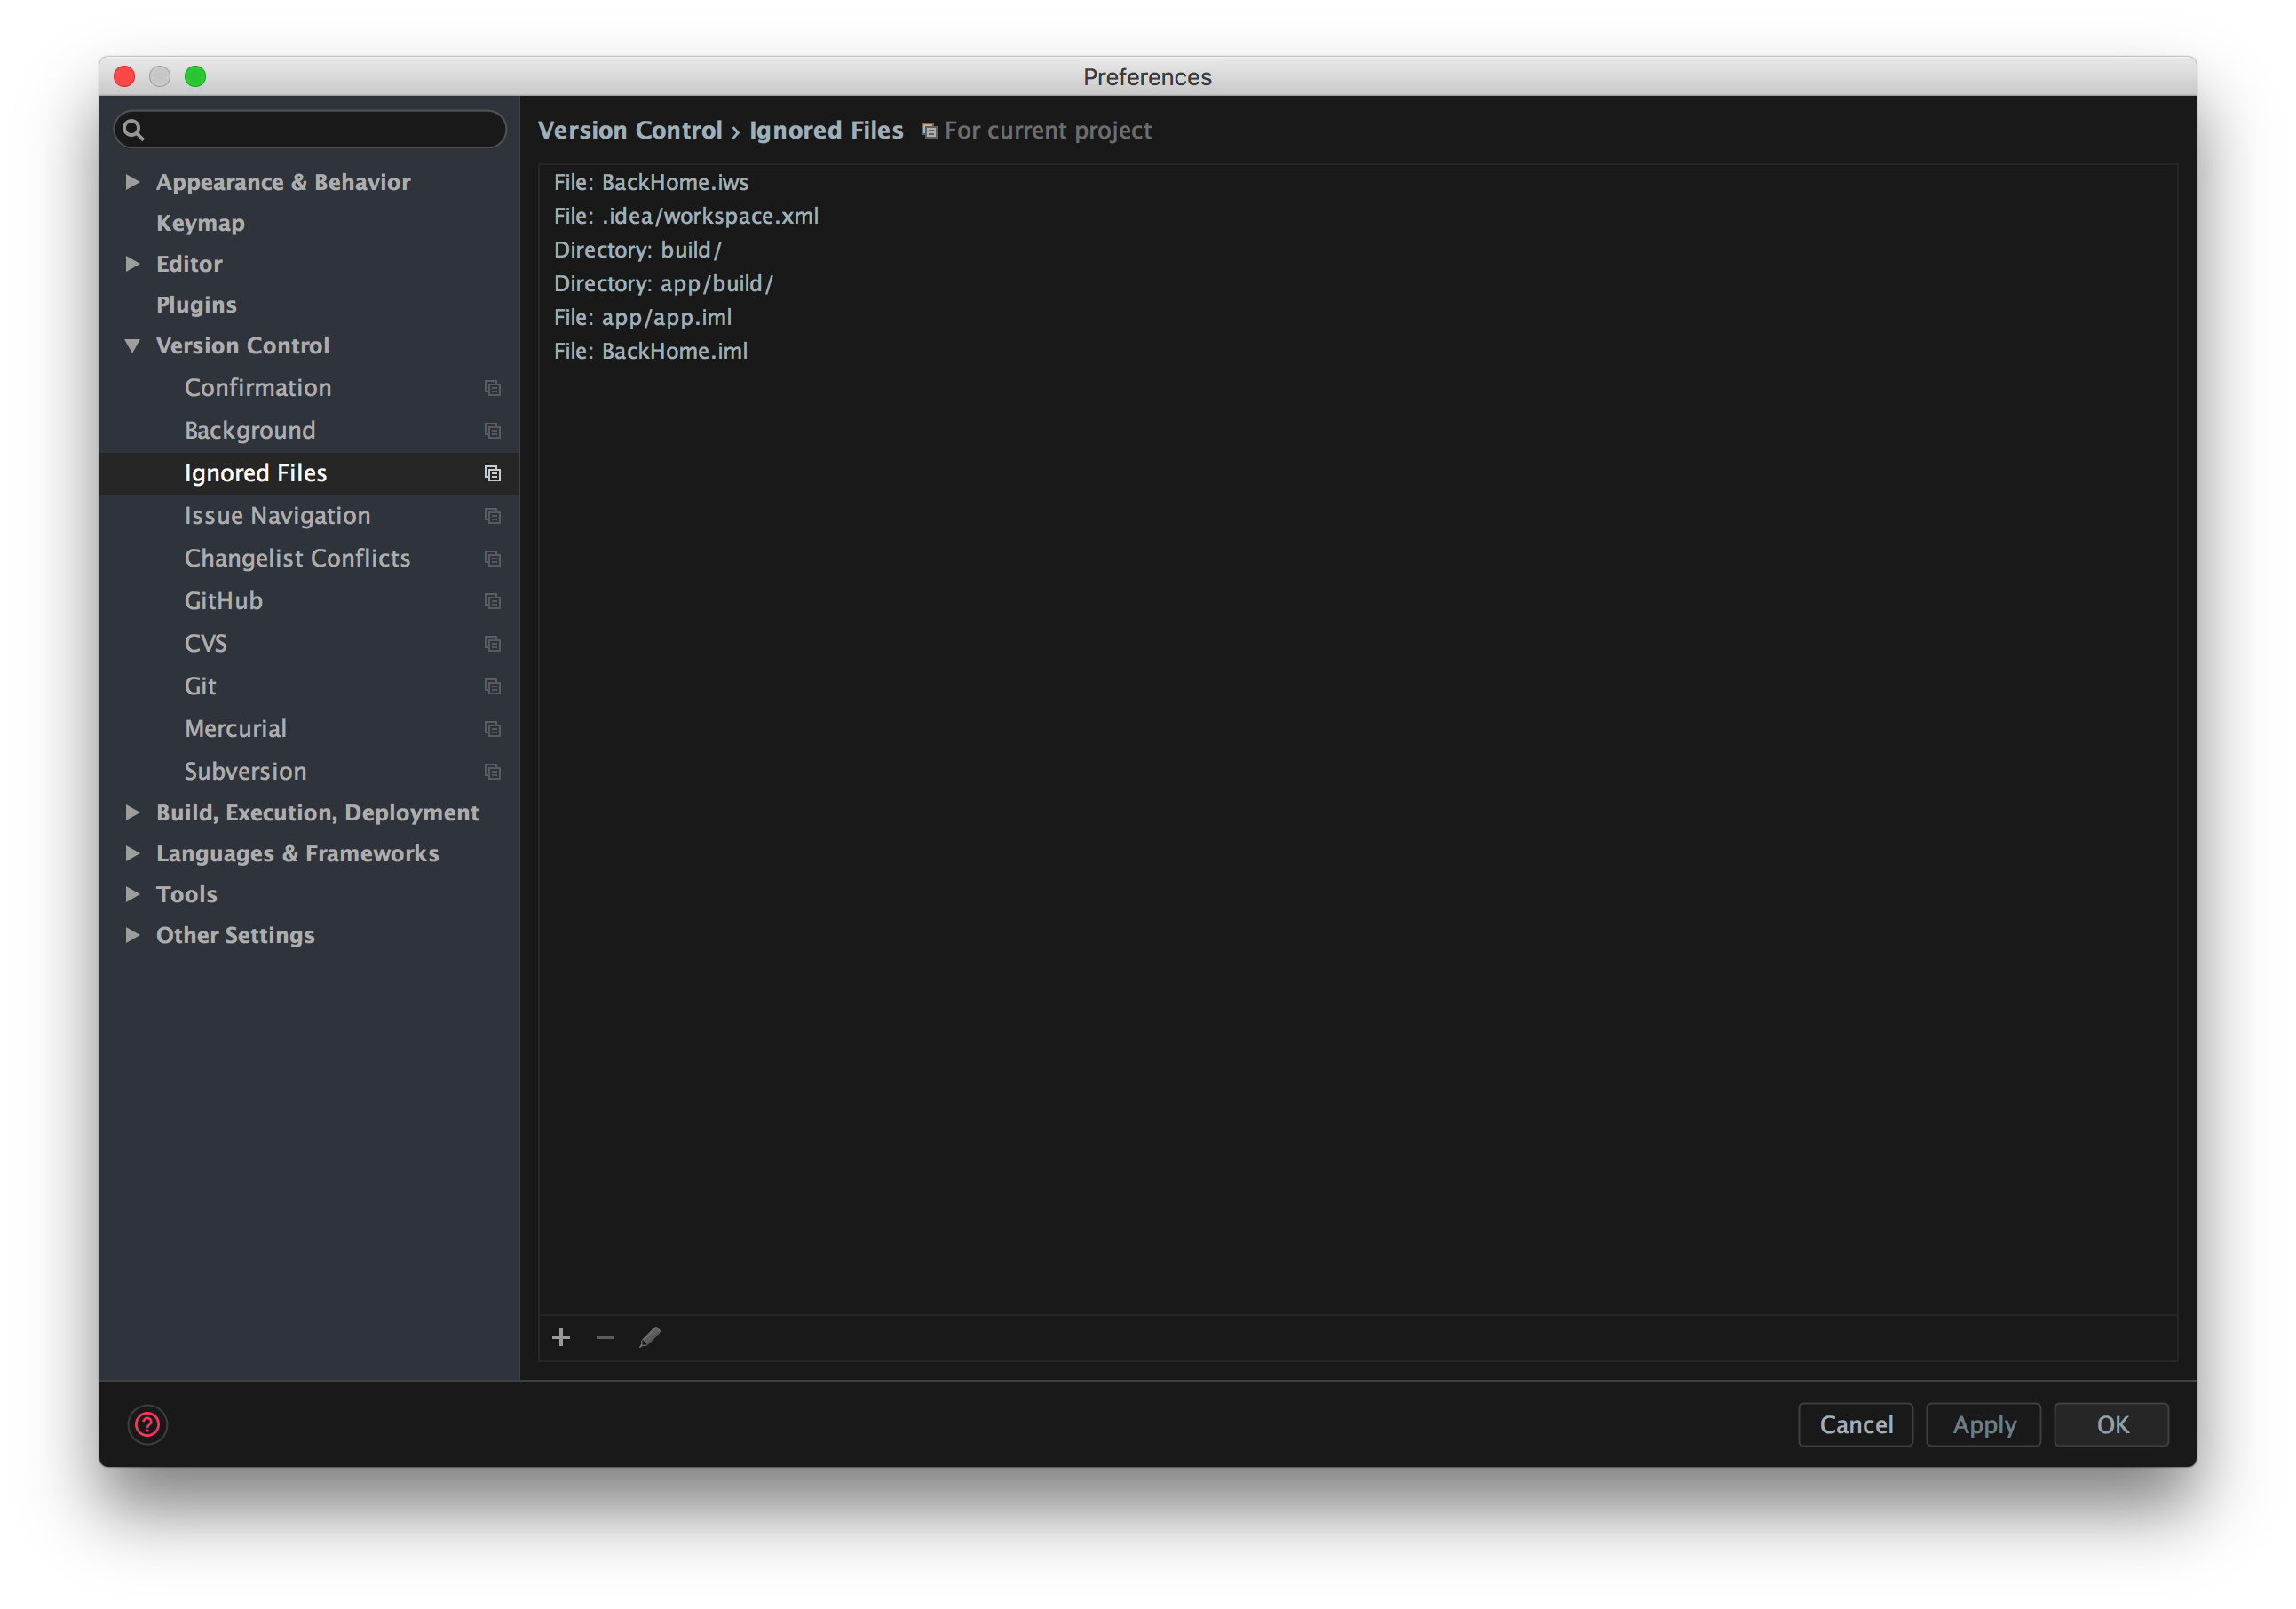 Preferences
Version Control › Ignored Files For current project
Appearance & Behavior
Keymap
Editor
Plugins
Version Control
Confirmation
Background
Ignored Files
Issue Navigation
Changelist Conflicts
GitHub
CVS
Git
Mercurial
Subversion
Build, Execution, Deployment
Languages & Frameworks
Tools
Other Settings
File: BackHome.iws
File: .idea/workspace.xml
Directory: build/
Directory: app/build/
File: app/app.iml
File: BackHome.iml
?
Cancel
Apply
OK